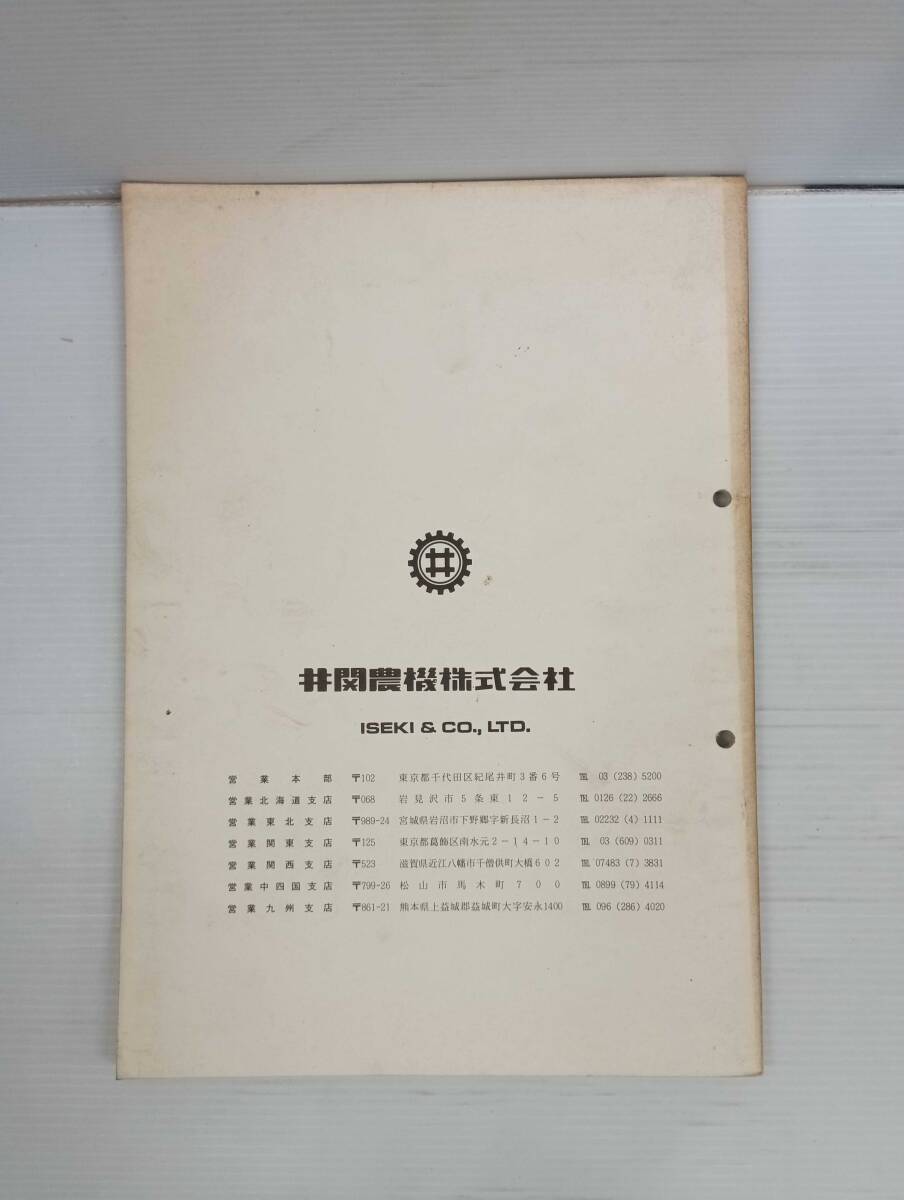 井
井関農機株式会社
ISEKI & CO., LTD.
営業本部 〒102 東京都千代田区紀尾井町3番6号 ℡ 03 (238) 5200
営業北海道支店 〒068 岩見沢市5条東12-5 ℡ 0126 (22) 2666
営業東北支店 〒989-24 宮城県岩沼市下野郷字新長沼1-2 ℡ 02232 (4) 1111
営業関東支店 〒125 東京都葛飾区南水元2-14-10 ℡ 03 (609) 0311
営業関西支店 〒523 滋賀県近江八幡市千僧供町大橋602 ℡ 07483 (7) 3831
営業中四国支店 〒799-26 松山市馬木町700 ℡ 0899 (79) 4114
営業九州支店 〒861-21 熊本県上益城郡益城町大字安永1400 ℡ 096 (286) 4020